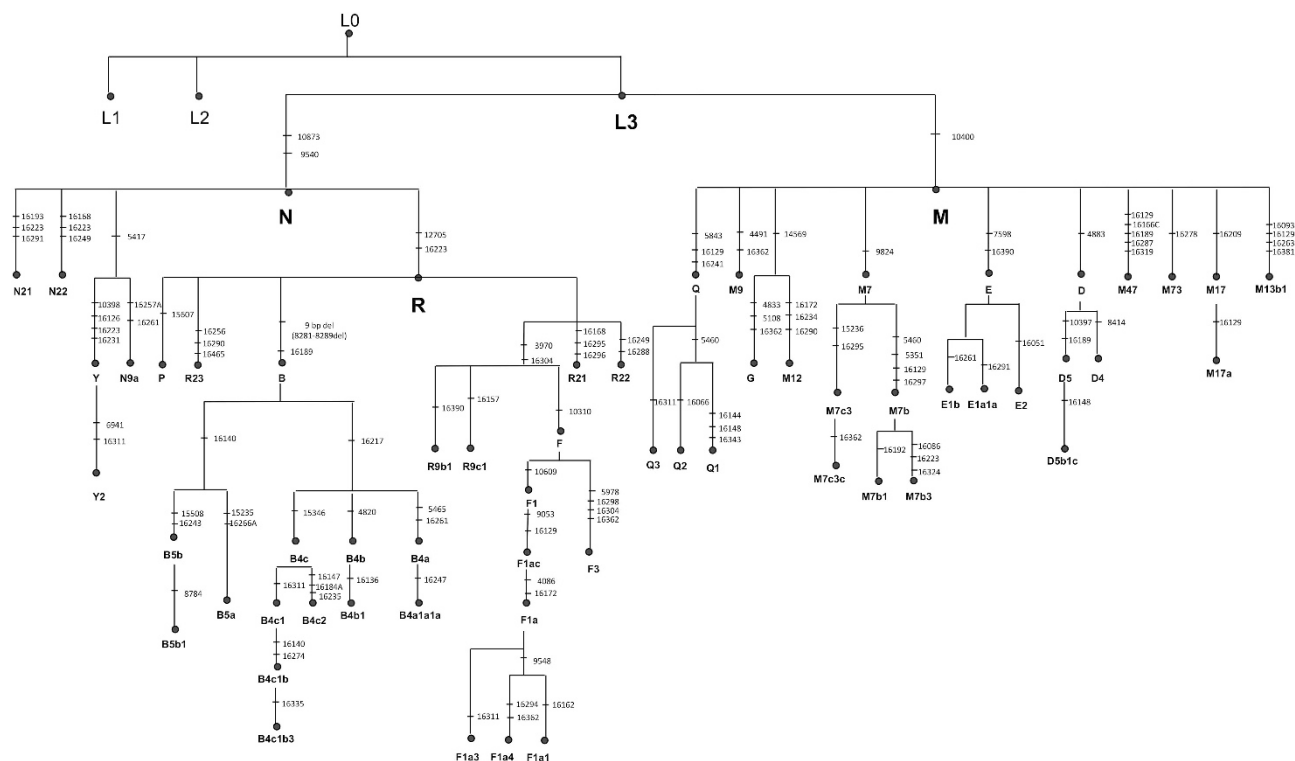 L0
L1
L2
L3
10873
9540
10400
N
M
16193
16223
16291
16168
16223
16249
5417
12705
16223
N21
N22
R
10398
16126
16223
16231
16257A
16261
Y
N9a
6941
16311
Y2
15607
P
16256
16290
16465
R23
9 bp del
(8281-8289del)
16189
B
16140
16217
15508
16243
B5b
8784
B5b1
15235
16266A
B5a
15346
B4c
4820
B4b
5465
16261
B4a
16311
B4c1
16147
16184A
16235
B4c2
16136
B4b1
16247
B4a1a1a
16140
16274
B4c1b
16335
B4c1b3
3970
16304
16168
16295
16296
R21
16249
16288
R22
16390
R9b1
16157
R9c1
10310
F
10609
F1
9053
16129
F1ac
4086
16172
F1a
5978
16298
16304
16362
F3
9548
16311
F1a3
16294
16362
F1a4
16162
F1a1
5843
16129
16241
Q
4491
16362
M9
14569
4833
5108
16362
G
16172
16234
16290
M12
5460
16311
Q3
16066
Q2
16144
16148
16343
Q1
9824
M7
15236
16295
M7c3
16362
M7c3c
5460
5351
16129
16297
M7b
16192
M7b1
16086
16223
16324
M7b3
7598
16390
E
16261
E1b
16291
E1a1a
16051
E2
4883
D
10397
16189
D5
8414
D4
16148
D5b1c
16129
16166C
16189
16287
16319
M47
16278
M73
16209
M17
16129
M17a
16093
16129
16263
16381
M13b1